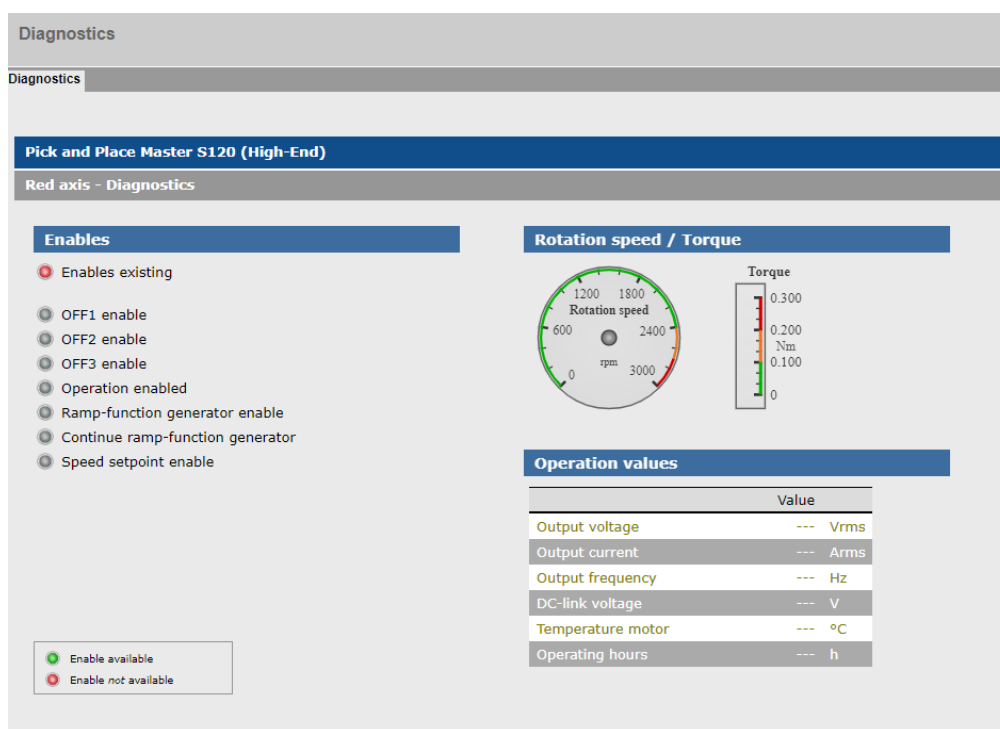 Diagnostics
Diagnostics
Pick and Place Master S120 (High-End)
Red axis - Diagnostics
Enables
Enables existing
OFF1 enable
OFF2 enable
OFF3 enable
Operation enabled
Ramp-function generator enable
Continue ramp-function generator
Speed setpoint enable
Enable available
Enable not available
Rotation speed / Torque
1200 1800
Rotation speed
600 2400
rpm
0 3000
Torque
0.300
0.200
Nm
0.100
0
Operation values
Value
Output voltage --- Vrms
Output current --- Arms
Output frequency --- Hz
DC-link voltage --- V
Temperature motor --- °C
Operating hours --- h